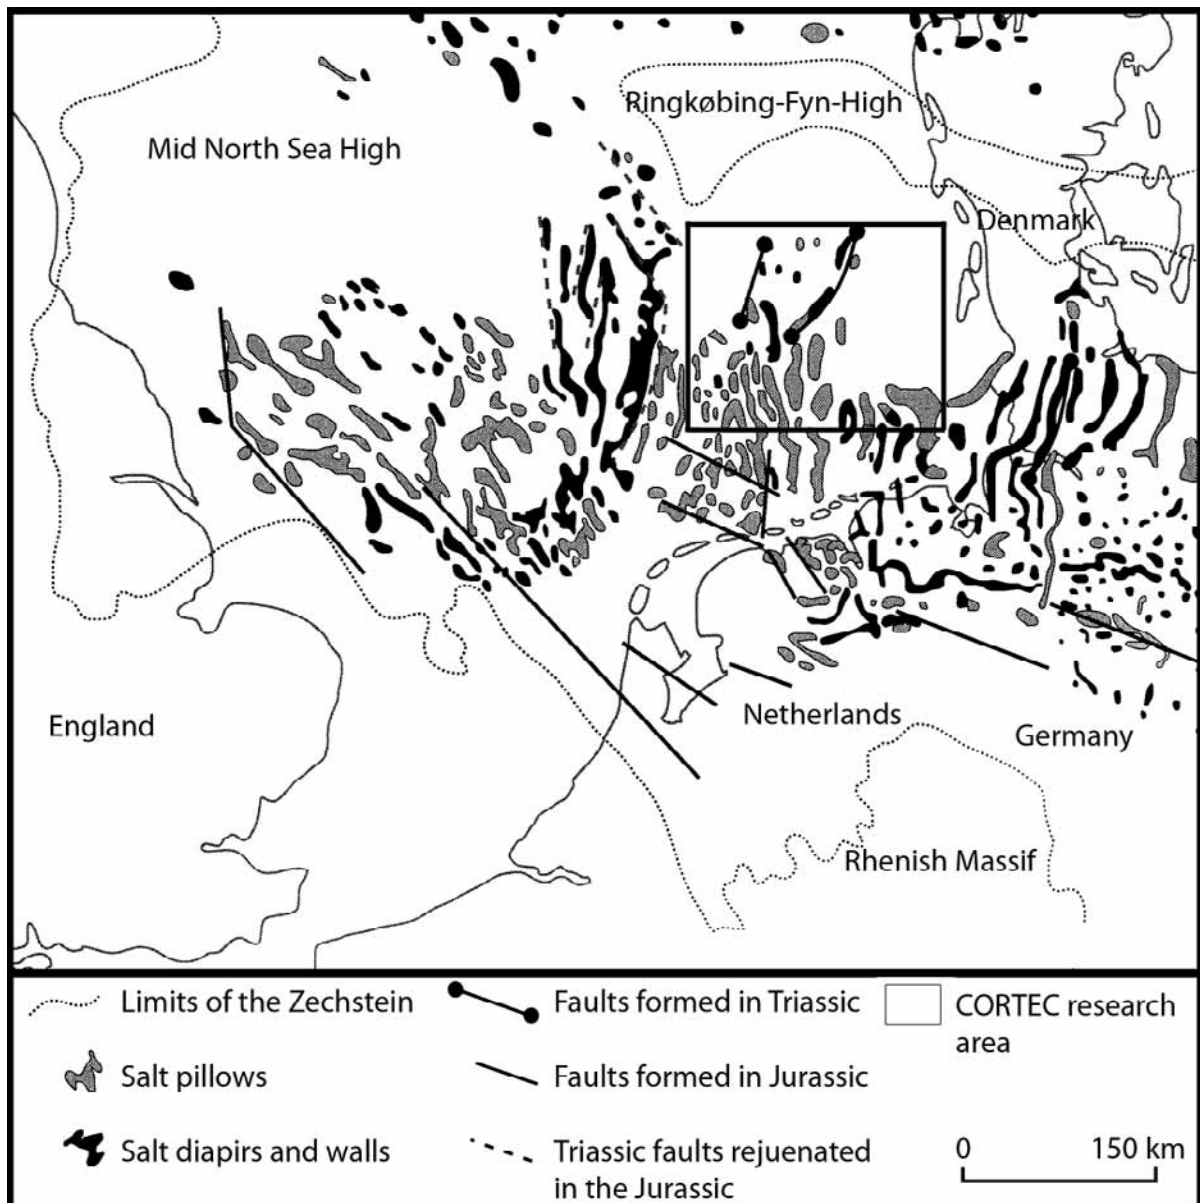 Ringkøbing-Fyn-High
Mid North Sea High
Denmark
England
Netherlands
Germany
Rhenish Massif
Limits of the Zechstein
Salt pillows
Salt diapirs and walls
Faults formed in Triassic
Faults formed in Jurassic
Triassic faults rejuenated
in the Jurassic
CORTEC research
area
0 150 km